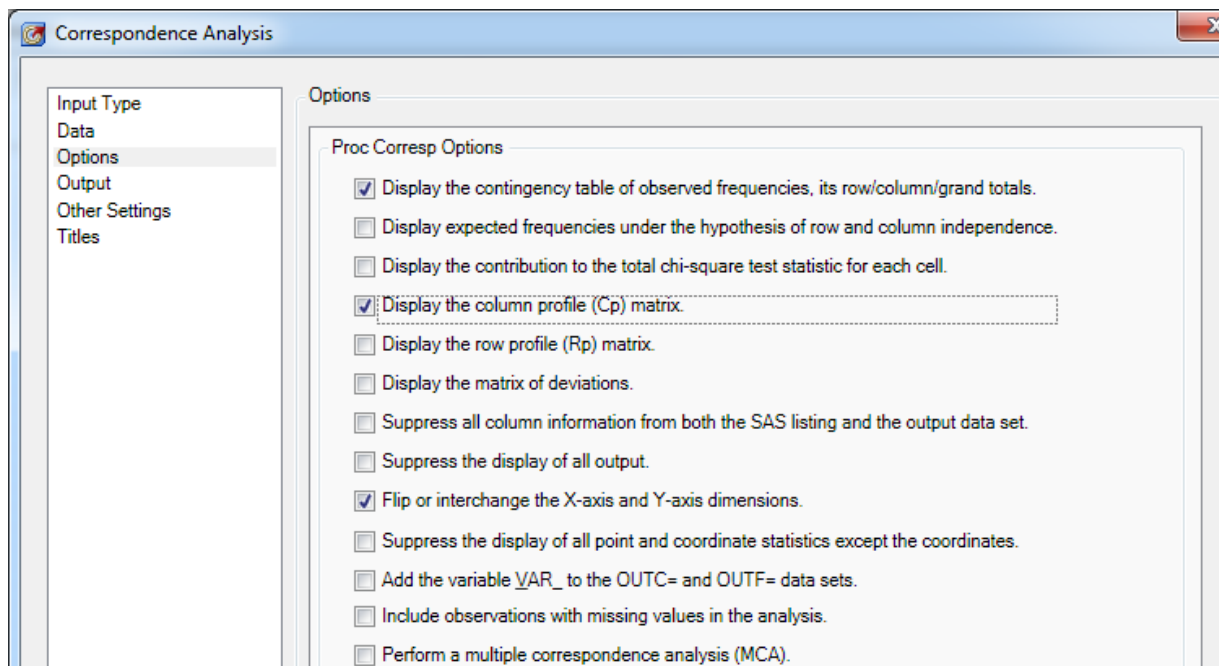 Correspondence Analysis
Input Type
Data
Options
Output
Other Settings
Titles
Options
Proc Corresp Options
Display the contingency table of observed frequencies, its row/column/grand totals.
Display expected frequencies under the hypothesis of row and column independence.
Display the contribution to the total chi-square test statistic for each cell.
Display the column profile (Cp) matrix.
Display the row profile (Rp) matrix.
Display the matrix of deviations.
Suppress all column information from both the SAS listing and the output data set.
Suppress the display of all output.
Flip or interchange the X-axis and Y-axis dimensions.
Suppress the display of all point and coordinate statistics except the coordinates.
Add the variable VAR_ to the OUTC= and OUTF= data sets.
Include observations with missing values in the analysis.
Perform a multiple correspondence analysis (MCA).